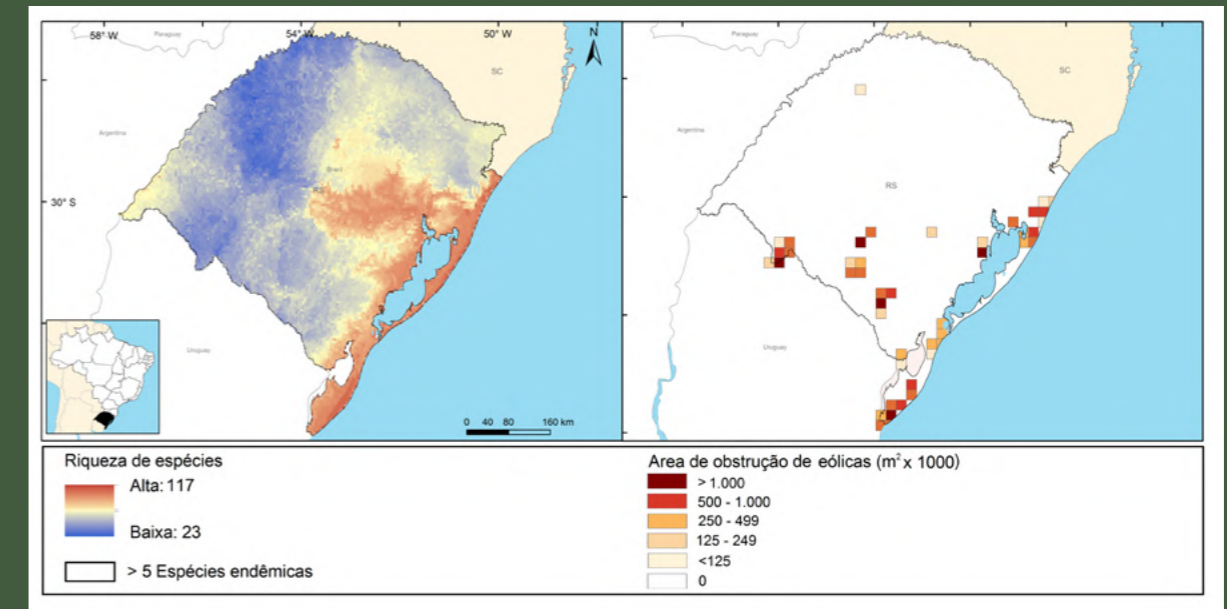 58° W
Paraguay
54° W
50° W
N
SC
Argentina
Brazil
RS
30° S
Uruguay
0 40 80 160 km
Paraguay
SC
Argentina
RS
Uruguay
Riqueza de espécies
Alta: 117
Baixa: 23
> 5 Espécies endêmicas
Area de obstrução de eólicas (m² x 1000)
> 1.000
500 - 1.000
250 - 499
125 - 249
<125
0